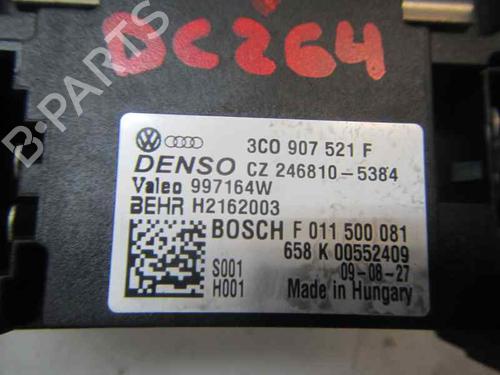 DC264
3C0 907 521 F
DENSO CZ 246810-5384
Valeo 997164W
BEHR H2162003
BOSCH F 011 500 081
658 K 00552409
S001 09-08-27
H001 Made in Hungary